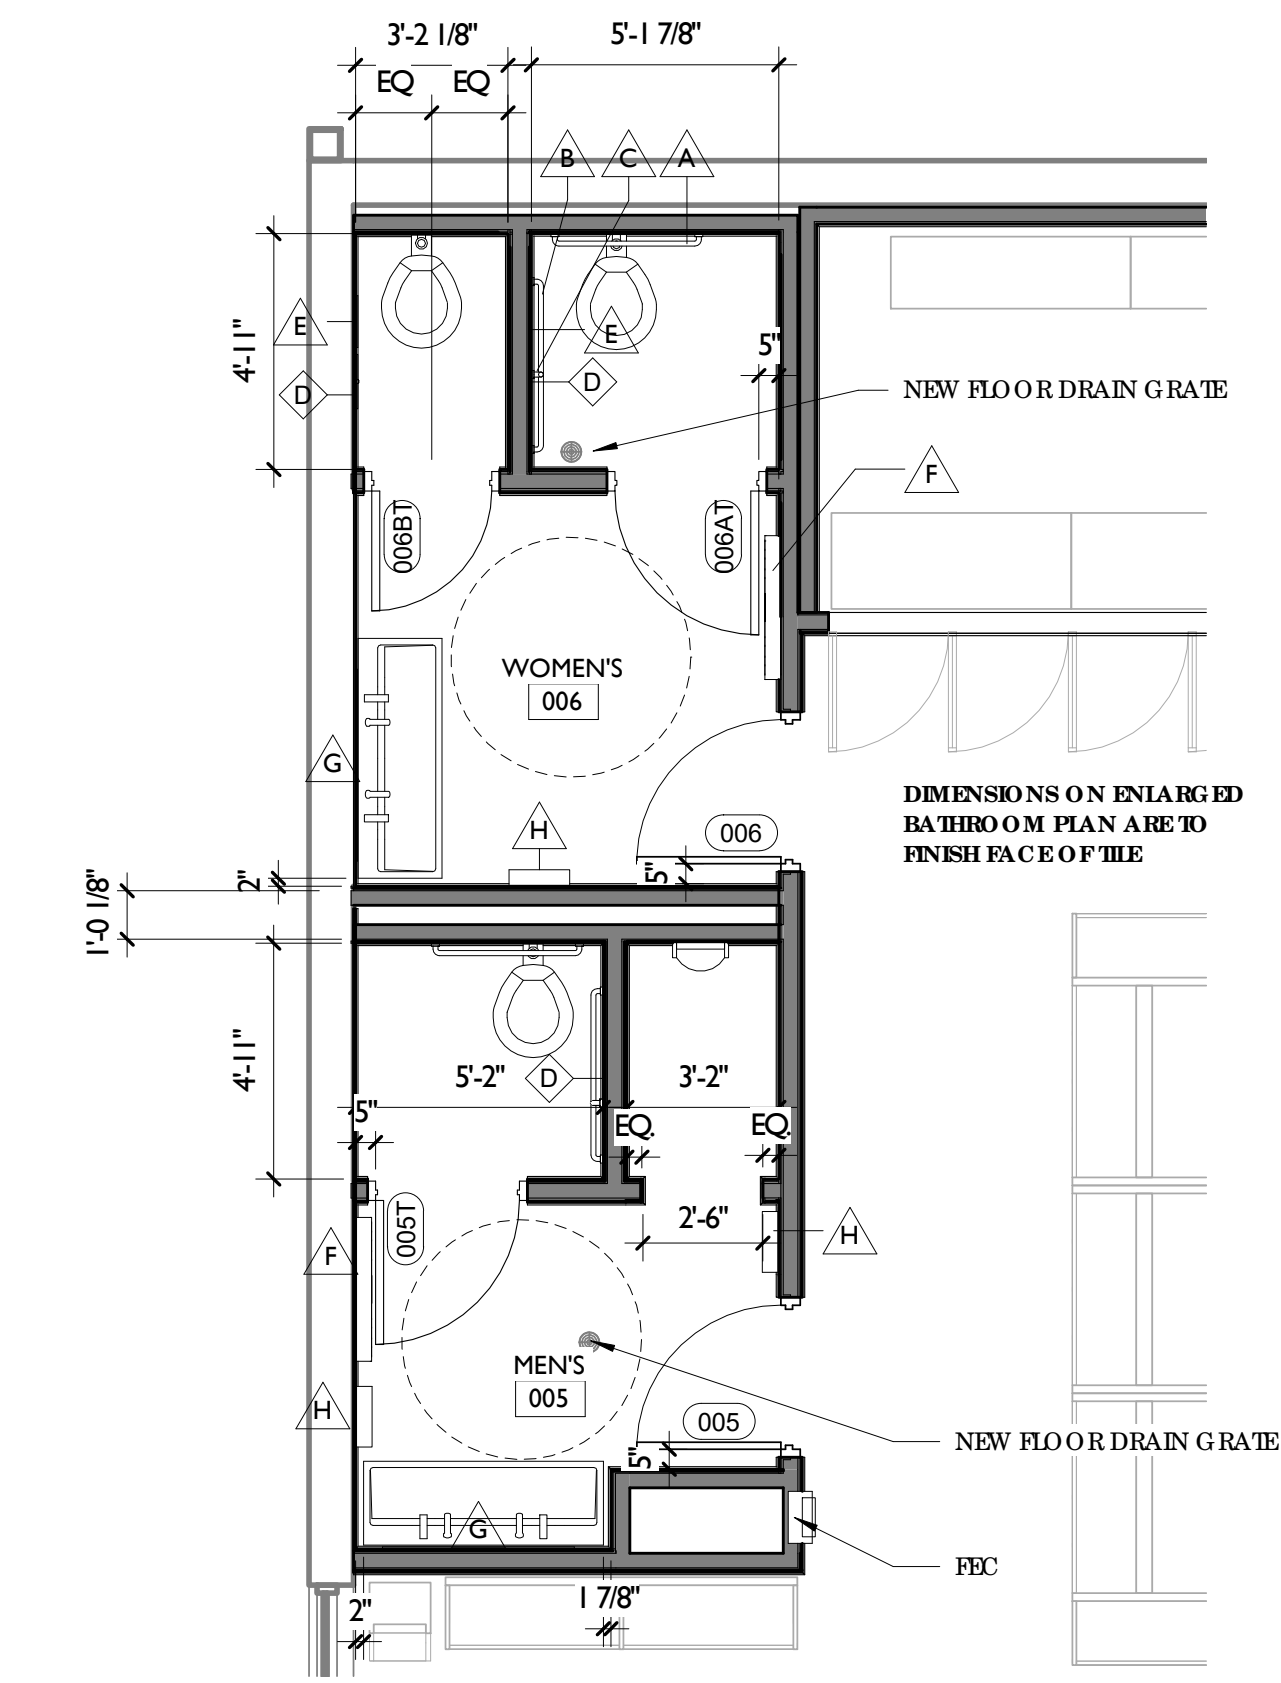 3'-2 1/8"
5'-1 7/8"
EQ
EQ
B
C
A
E
4'-11"
E
5"
D
D
NEW FLOOR DRAIN GRATE
F
006BT
006AT
WOMEN'S
006
G
DIMENSIONS ON ENLARGED
BATHROOM PLAN ARE TO
FINISH FACE OF TILE
H
006
5"
2"
1'-0 1/8"
4'-11"
5'-2"
D
3'-2"
5"
EQ.
EQ.
005T
2'-6"
H
F
MEN'S
005
H
005
NEW FLOOR DRAIN GRATE
5"
G
FEC
2"
1 7/8"